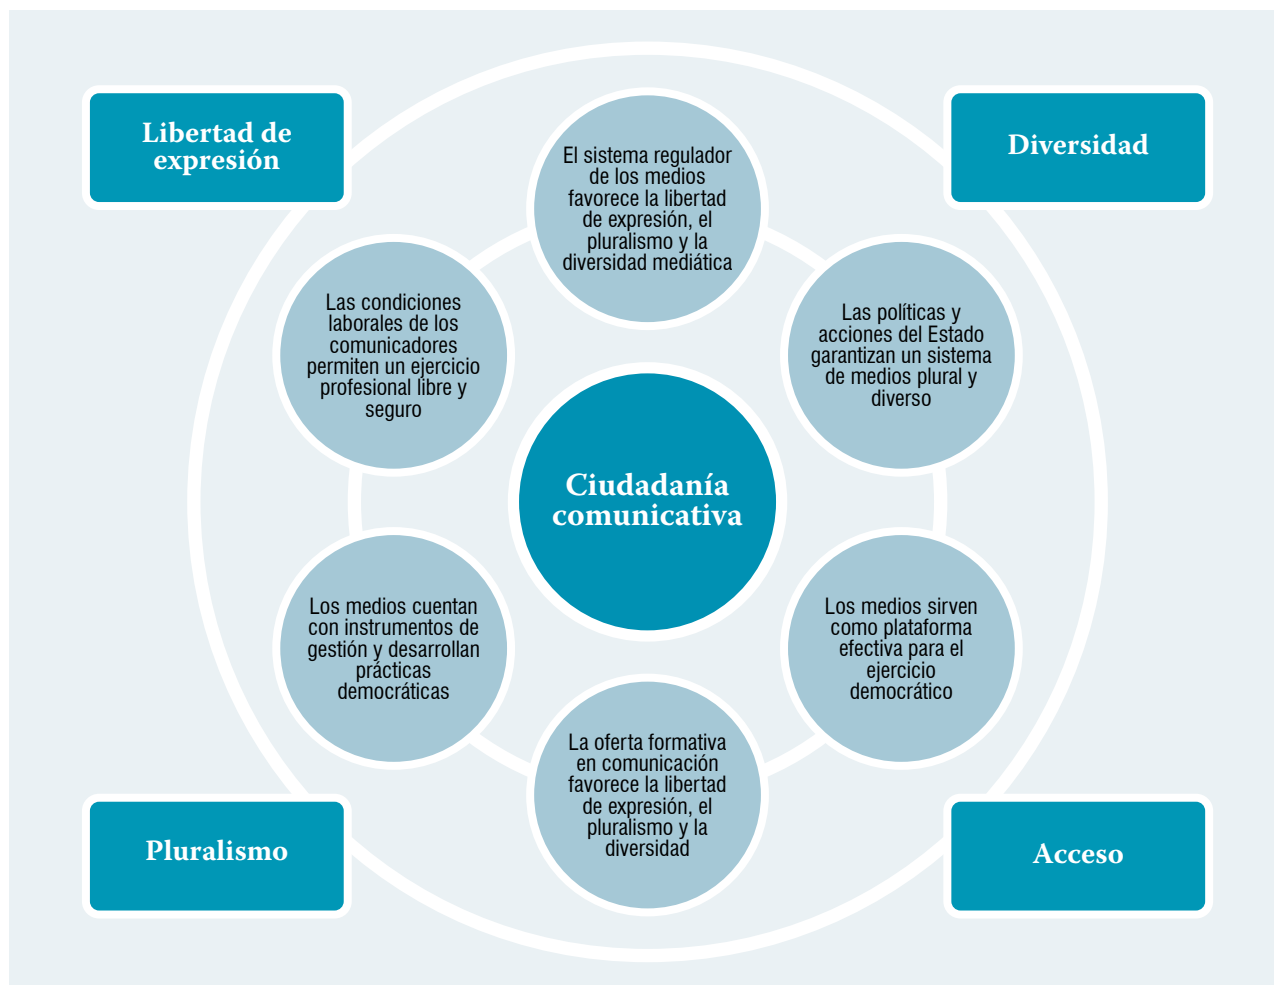 Libertad de
expresión
Diversidad
El sistema regulador
de los medios
favorece la libertad
de expresión, el
pluralismo y la
diversidad mediática
Las condiciones
laborales de los
comunicadores
permiten un ejercicio
profesional libre y
seguro
Las políticas y
acciones del Estado
garantizan un sistema
de medios plural y
diverso
Ciudadanía
comunicativa
Los medios cuentan
con instrumentos de
gestión y desarrollan
prácticas
democráticas
Los medios sirven
como plataforma
efectiva para el
ejercicio
democrático
La oferta formativa
en comunicación
favorece la libertad
de expresión, el
pluralismo y la
diversidad
Pluralismo
Acceso